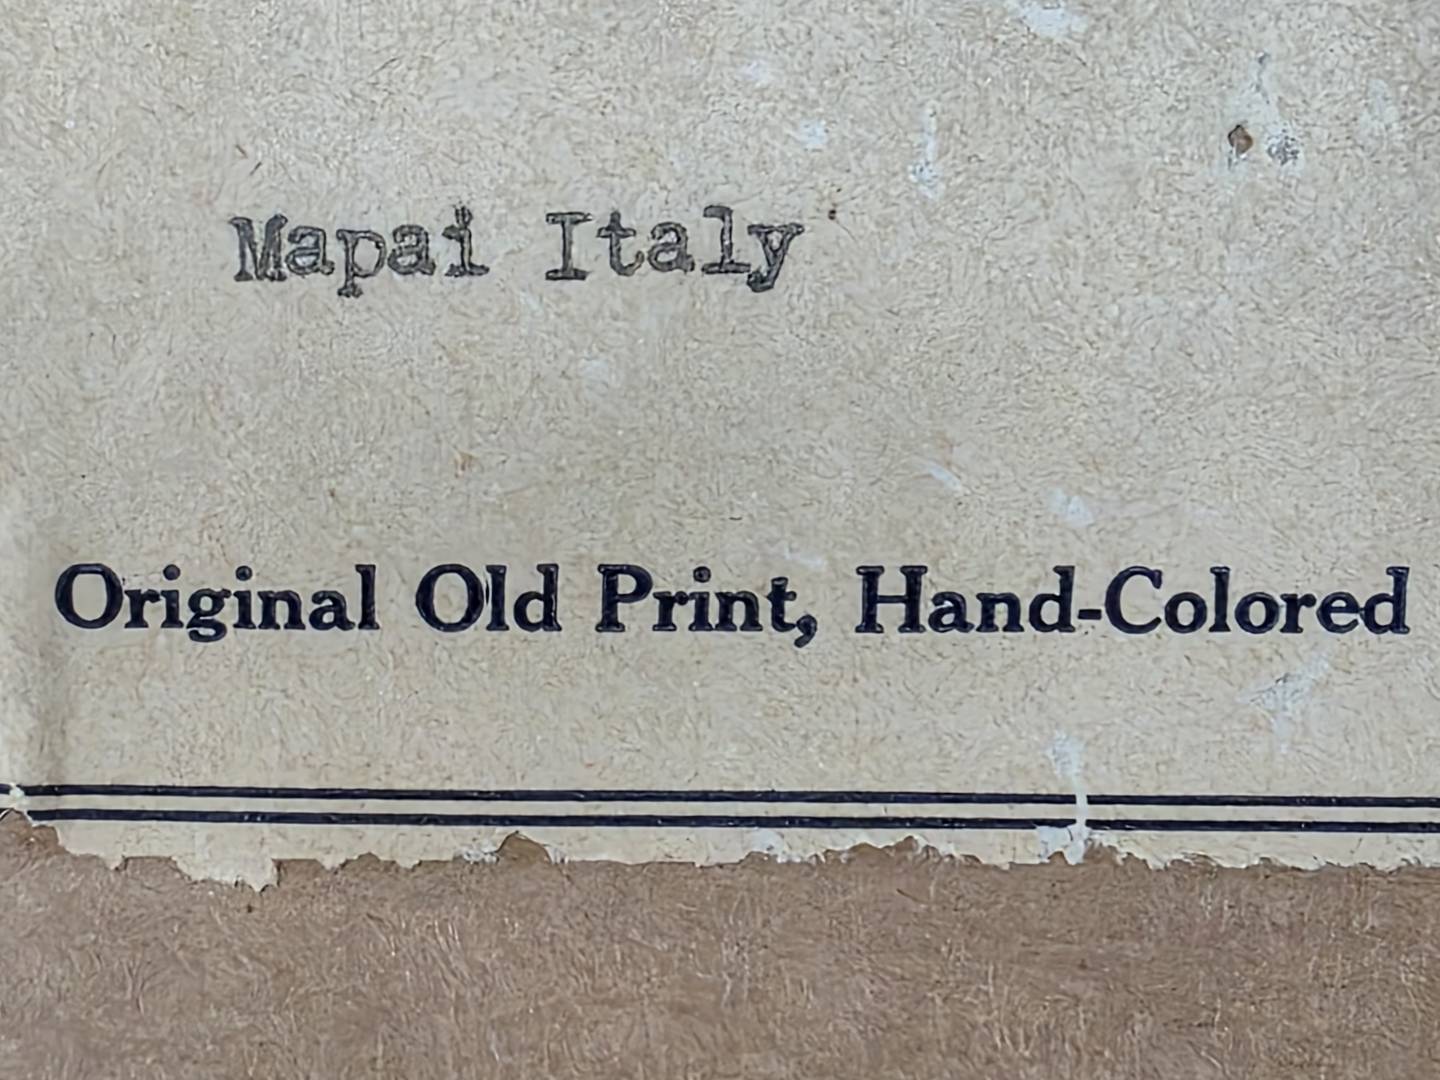 Mapai Italy
Original Old Print, Hand-Colored